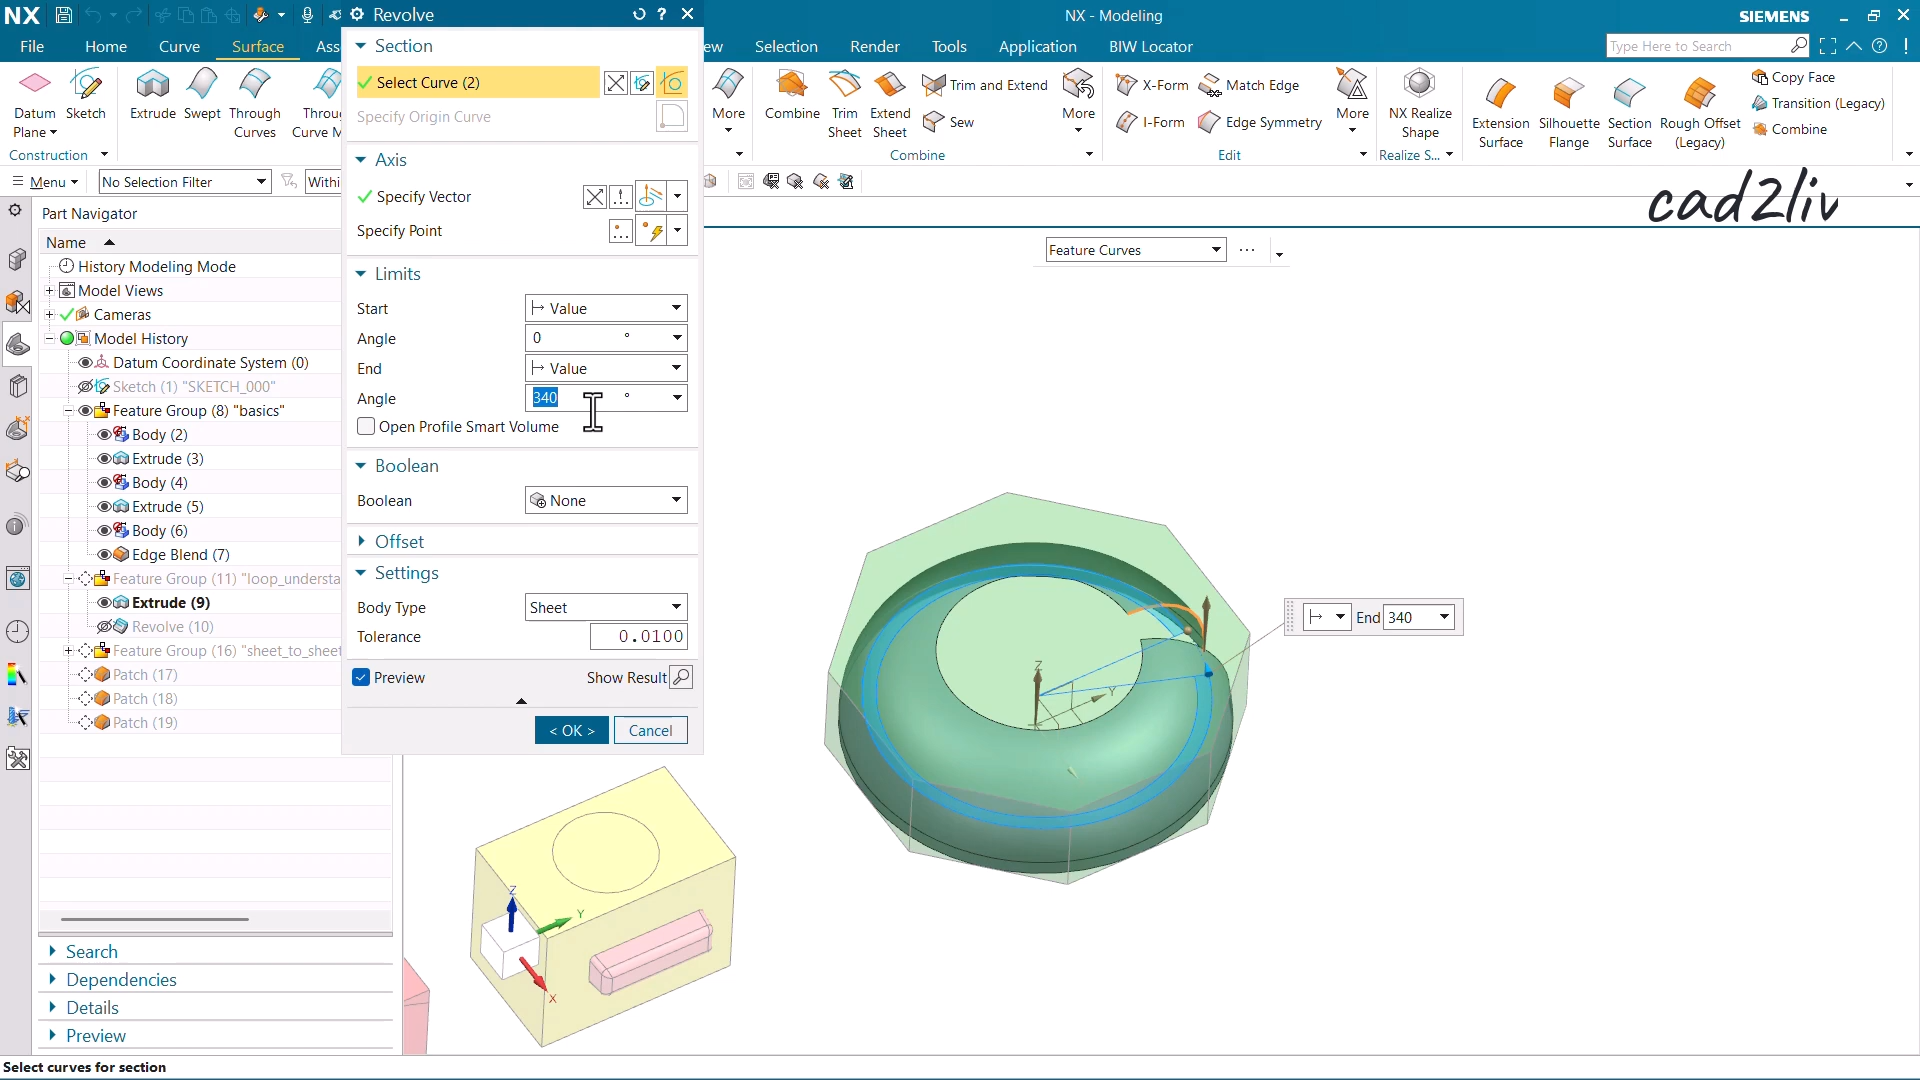 NX
Revolve
NX - Modeling
SIEMENS
File
Home
Curve
Surface
Ass
ew
Selection
Render
Tools
Application
BIW Locator
Type Here to Search
Section
Select Curve (2)
Specify Origin Curve
Datum
Plane
Sketch
Extrude
Swept
Through
Curves
Throu
Curve M
Construction
More
Combine
Trim
Sheet
Extend
Sheet
Trim and Extend
Sew
More
Combine
X-Form
Match Edge
I-Form
Edge Symmetry
More
Edit
NX Realize
Shape
Realize S...
Extension
Surface
Silhouette
Flange
Section
Surface
Rough Offset
(Legacy)
Copy Face
Transition (Legacy)
Combine
Menu
No Selection Filter
Withi
cad2liv
Axis
Specify Vector
Specify Point
Limits
Start
Value
Angle
0 °
End
Value
Angle
340 °
Open Profile Smart Volume
Boolean
Boolean
None
Offset
Settings
Body Type
Sheet
Tolerance
0.0100
Preview
Show Result
< OK >
Cancel
Part Navigator
Name
History Modeling Mode
Model Views
Cameras
Model History
Datum Coordinate System (0)
Sketch (1) "SKETCH_000"
Feature Group (8) "basics"
Body (2)
Extrude (3)
Body (4)
Extrude (5)
Body (6)
Edge Blend (7)
Feature Group (11) "loop_understa
Extrude (9)
Revolve (10)
Feature Group (16) "sheet_to_sheet
Patch (17)
Patch (18)
Patch (19)
Search
Dependencies
Details
Preview
Feature Curves
End 340
Z
Y
Z
Y
X
Select curves for section